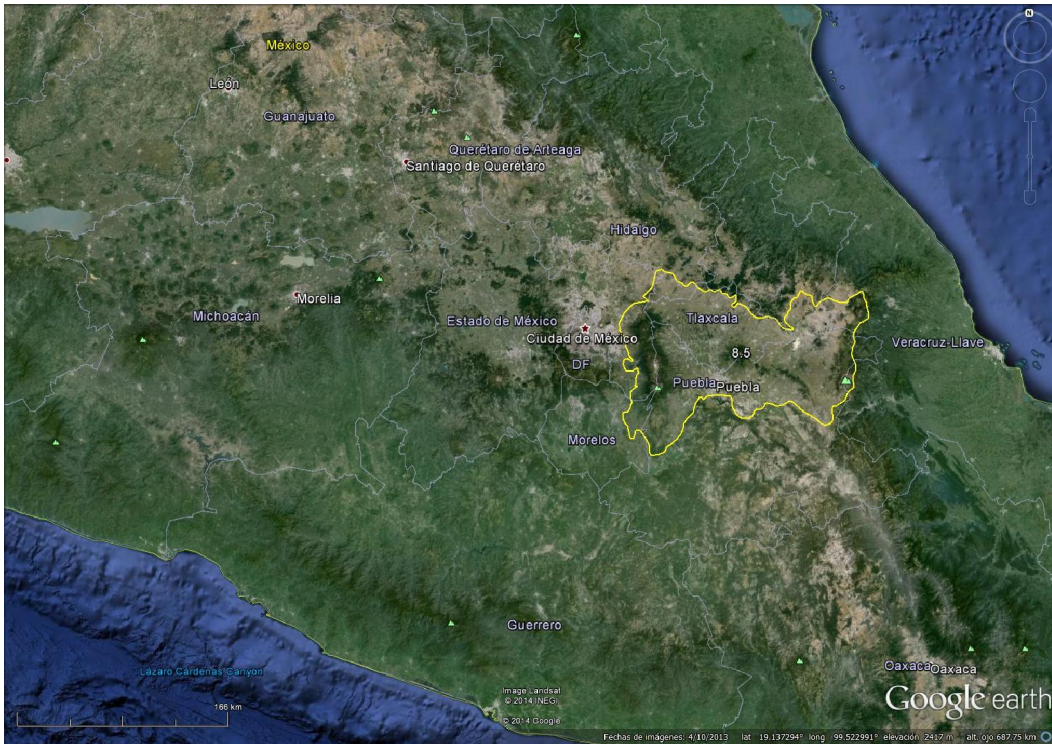 N
México
León
Guanajuato
Querétaro de Arteaga
Santiago de Querétaro
Hidalgo
Morelia
Michoacán
Estado de México
Tlaxcala
Ciudad de México
Veracruz-Llave
8.5
DF
Puebla Puebla
Morelos
Guerrero
Lázaro Cárdenas Canyon
Oaxaca Oaxaca
Google earth
166 km
Image Landsat
© 2014 INEGI
© 2014 Google
Fechas de imágenes: 4/10/2013 lat 19.137294° long -99.522991° elevación 2417 m alt. ojo 687.75 km